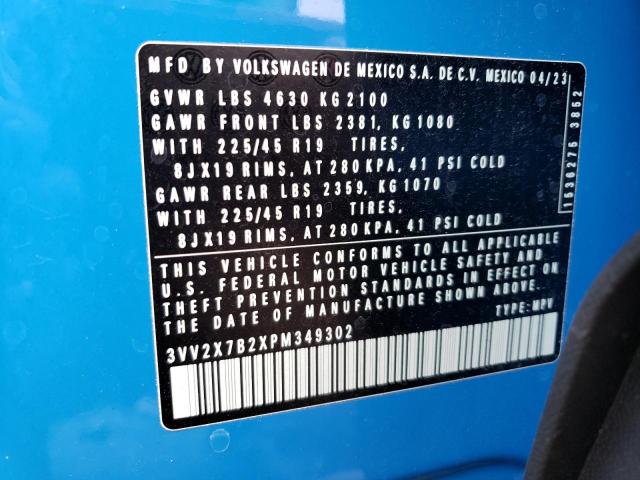 MFD BY VOLKSWAGEN DE MEXICO S.A. DE C.V. MEXICO 04/23
GVWR LBS 4630 KG 2100
GAWR FRONT LBS 2381, KG 1080
WITH 225/45 R19 TIRES,
8JX19 RIMS, AT 280 KPA, 41 PSI COLD
GAWR REAR LBS 2359, KG 1070
WITH 225/45 R19 TIRES,
8JX19 RIMS, AT 280 KPA, 41 PSI COLD
THIS VEHICLE CONFORMS TO ALL APPLICABLE
U.S. FEDERAL MOTOR VEHICLE SAFETY AND
THEFT PREVENTION STANDARDS IN EFFECT ON
THE DATE OF MANUFACTURE SHOWN ABOVE.
TYPE: MPV
3VV2X7B2XPM349302
1536275 3852